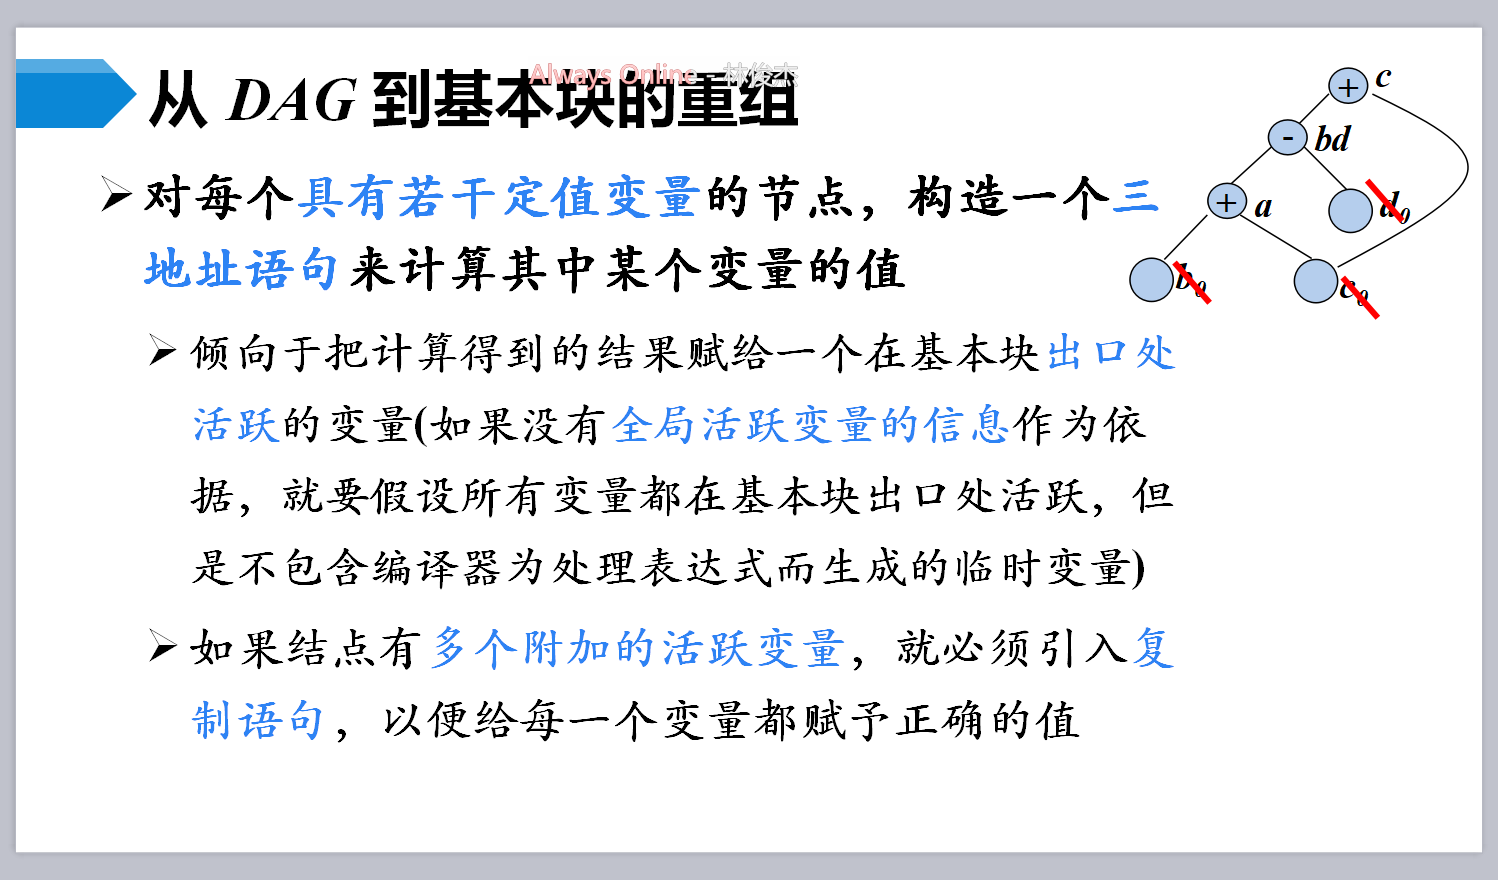 Always Online - 林俊杰
从 DAG 到基本块的重组
对每个具有若干定值变量的节点，构造一个三
地址语句来计算其中某个变量的值
倾向于把计算得到的结果赋给一个在基本块出口处
活跃的变量(如果没有全局活跃变量的信息作为依
据，就要假设所有变量都在基本块出口处活跃，但
是不包含编译器为处理表达式而生成的临时变量)
如果结点有多个附加的活跃变量，就必须引入复
制语句，以便给每一个变量都赋予正确的值
+ c
- bd
+ a
d0
b0
c0